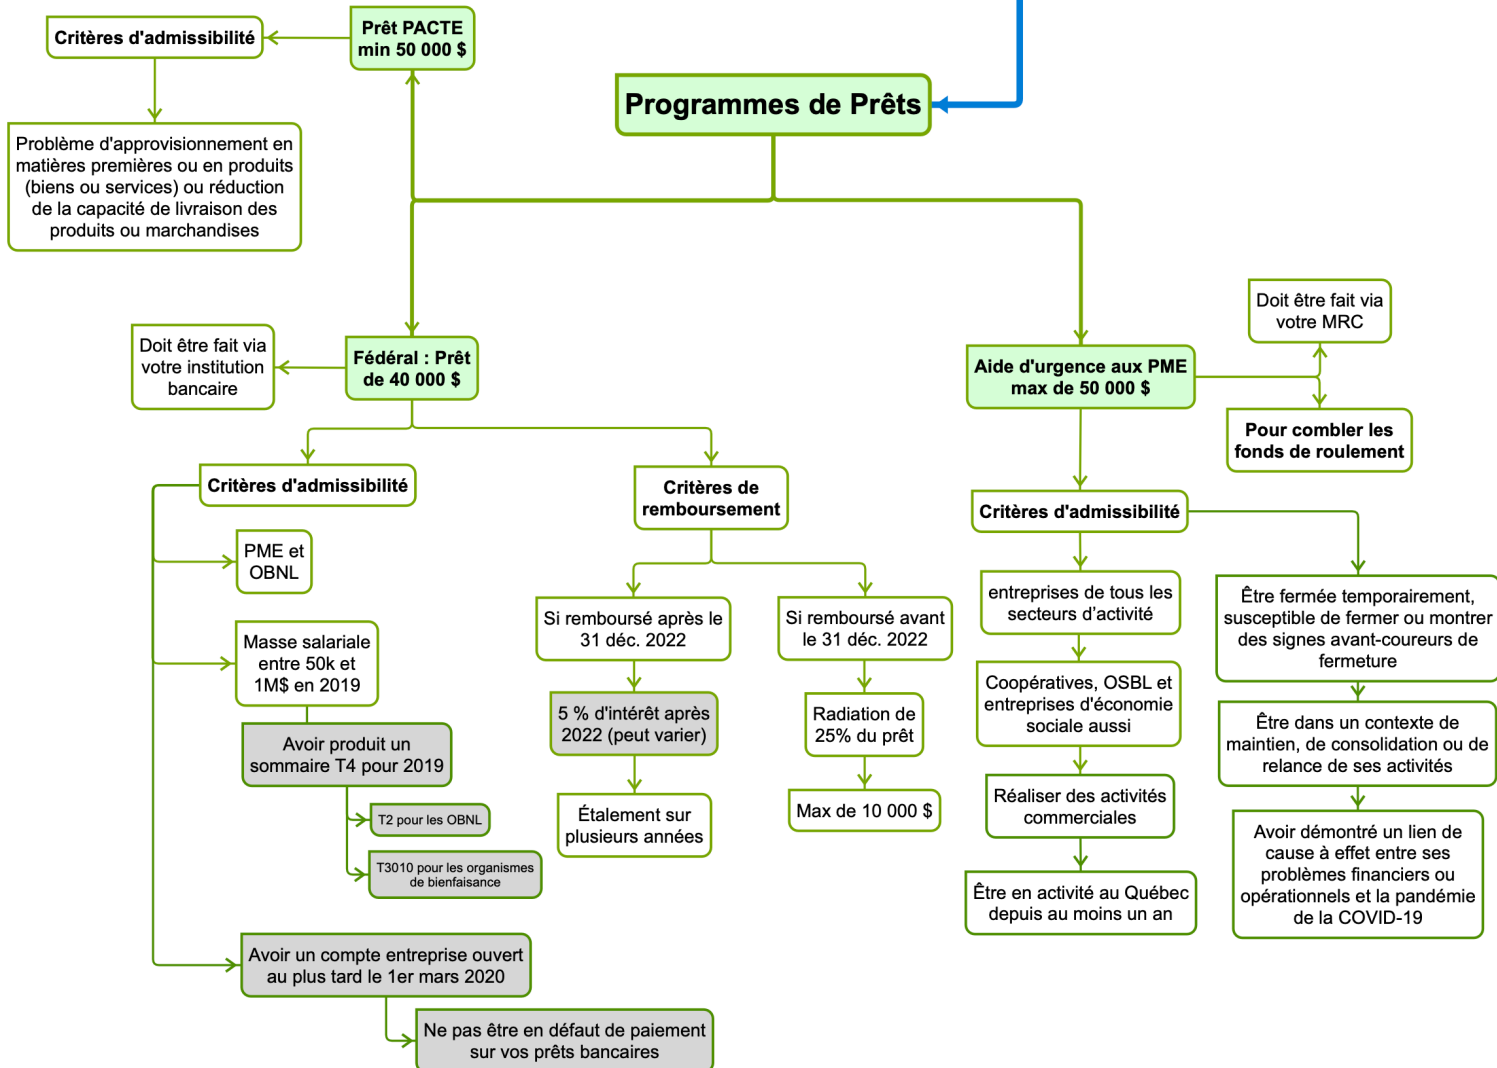 Prêt PACTE
min 50 000 $
Critères d'admissibilité
Problème d'approvisionnement en
matières premières ou en produits
(biens ou services) ou réduction
de la capacité de livraison des
produits ou marchandises
Programmes de Prêts
Doit être fait via
votre institution
bancaire
Fédéral : Prêt
de 40 000 $
Critères d'admissibilité
PME et
OBNL
Masse salariale
entre 50k et
1M$ en 2019
Avoir produit un
sommaire T4 pour 2019
T2 pour les OBNL
T3010 pour les organismes
de bienfaisance
Avoir un compte entreprise ouvert
au plus tard le 1er mars 2020
Ne pas être en défaut de paiement
sur vos prêts bancaires
Critères de
remboursement
Si remboursé après le
31 déc. 2022
5 % d'intérêt après
2022 (peut varier)
Étalement sur
plusieurs années
Si remboursé avant
le 31 déc. 2022
Radiation de
25% du prêt
Max de 10 000 $
Aide d'urgence aux PME
max de 50 000 $
Doit être fait via
votre MRC
Pour combler les
fonds de roulement
Critères d'admissibilité
entreprises de tous les
secteurs d’activité
Coopératives, OSBL et
entreprises d'économie
sociale aussi
Réaliser des activités
commerciales
Être en activité au Québec
depuis au moins un an
Être fermée temporairement,
susceptible de fermer ou montrer
des signes avant-coureurs de
fermeture
Être dans un contexte de
maintien, de consolidation ou de
relance de ses activités
Avoir démontré un lien de
cause à effet entre ses
problèmes financiers ou
opérationnels et la pandémie
de la COVID-19